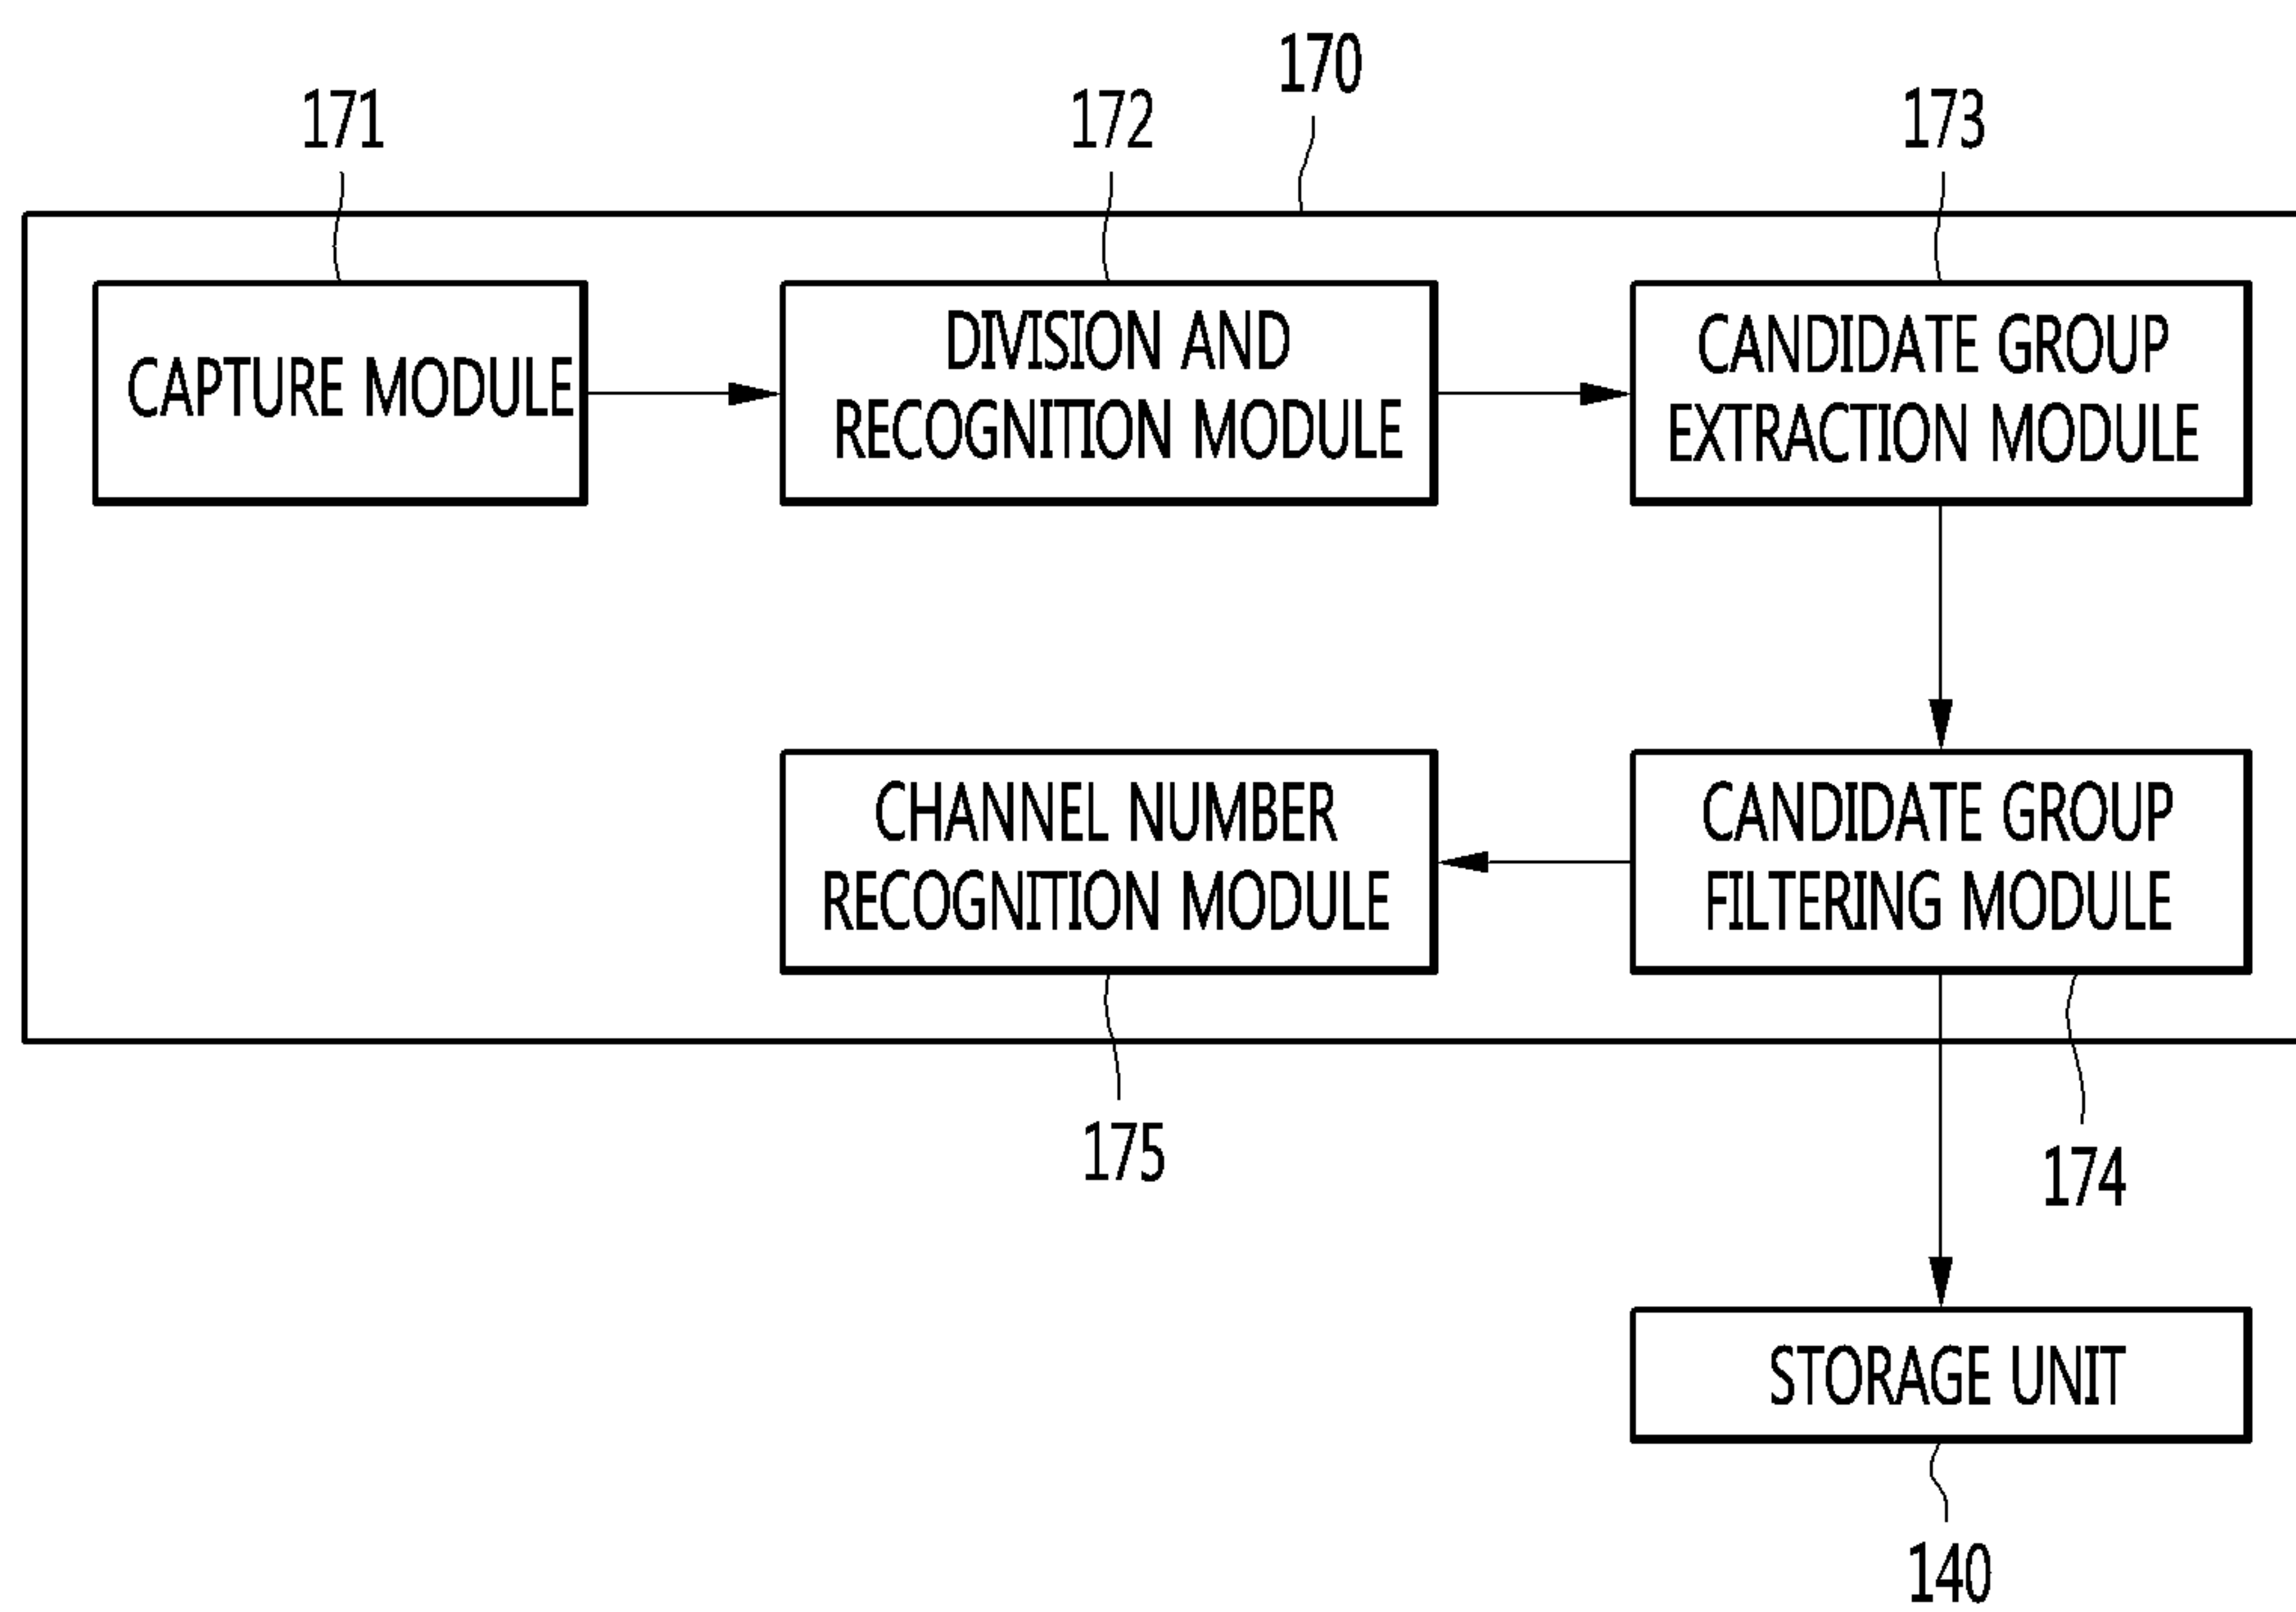 170
171
172
173
CAPTURE MODULE
DIVISION AND
RECOGNITION MODULE
CANDIDATE GROUP
EXTRACTION MODULE
CHANNEL NUMBER
RECOGNITION MODULE
CANDIDATE GROUP
FILTERING MODULE
175
174
STORAGE UNIT
140